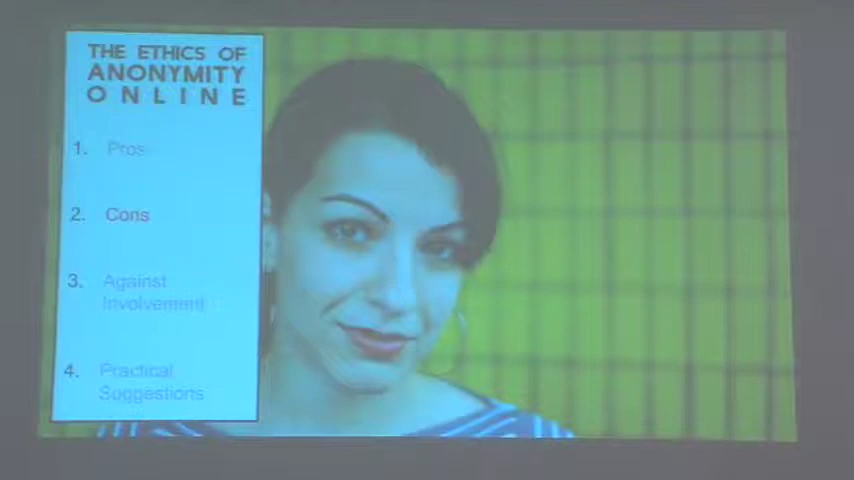 THE ETHICS OF
ANONYMITY
ONLINE
1. Pros
2. Cons
3. Against
Involvement
4. Practical
Suggestions